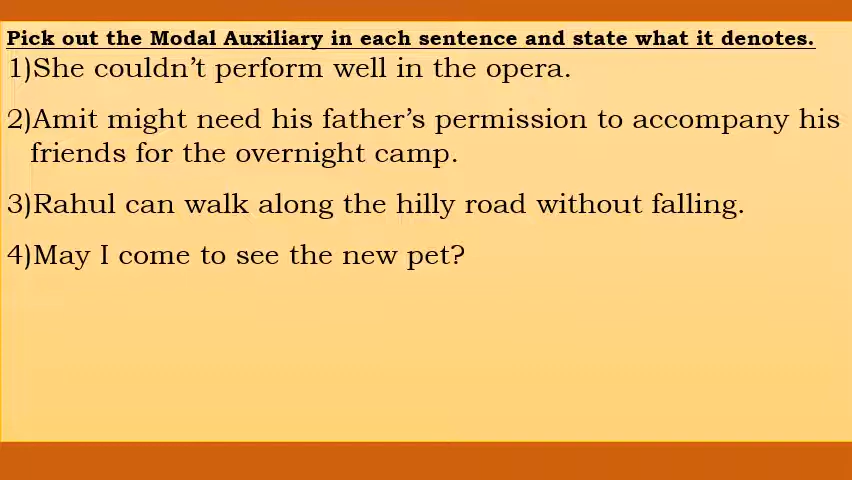 Pick out the Modal Auxiliary in each sentence and state what it denotes.
1)She couldn’t perform well in the opera.
2)Amit might need his father’s permission to accompany his
friends for the overnight camp.
3)Rahul can walk along the hilly road without falling.
4)May I come to see the new pet?